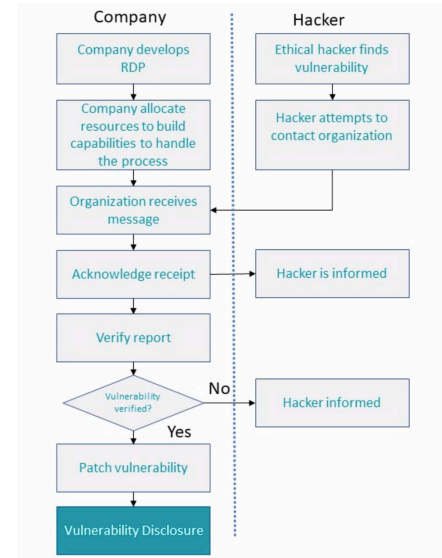 Company
Hacker
Company develops
RDP
Ethical hacker finds
vulnerability
Company allocate
resources to build
capabilities to handle
the process
Hacker attempts to
contact organization
Organization receives
message
Acknowledge receipt
Hacker is informed
Verify report
Vulnerability
verified?
No
Hacker informed
Yes
Patch vulnerability
Vulnerability Disclosure